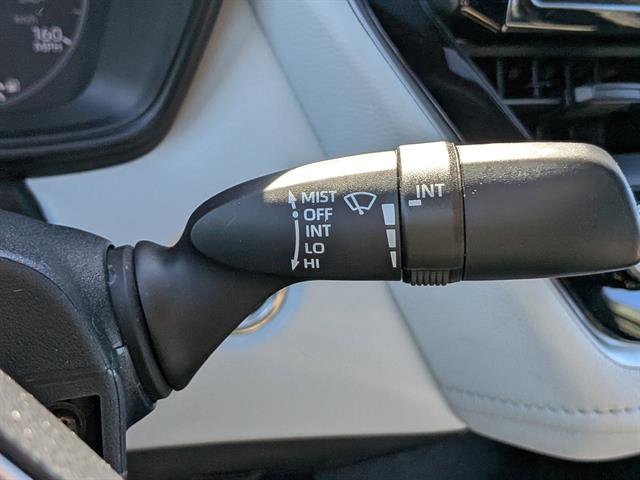 160
MPH
MIST
OFF
INT
LO
HI
INT